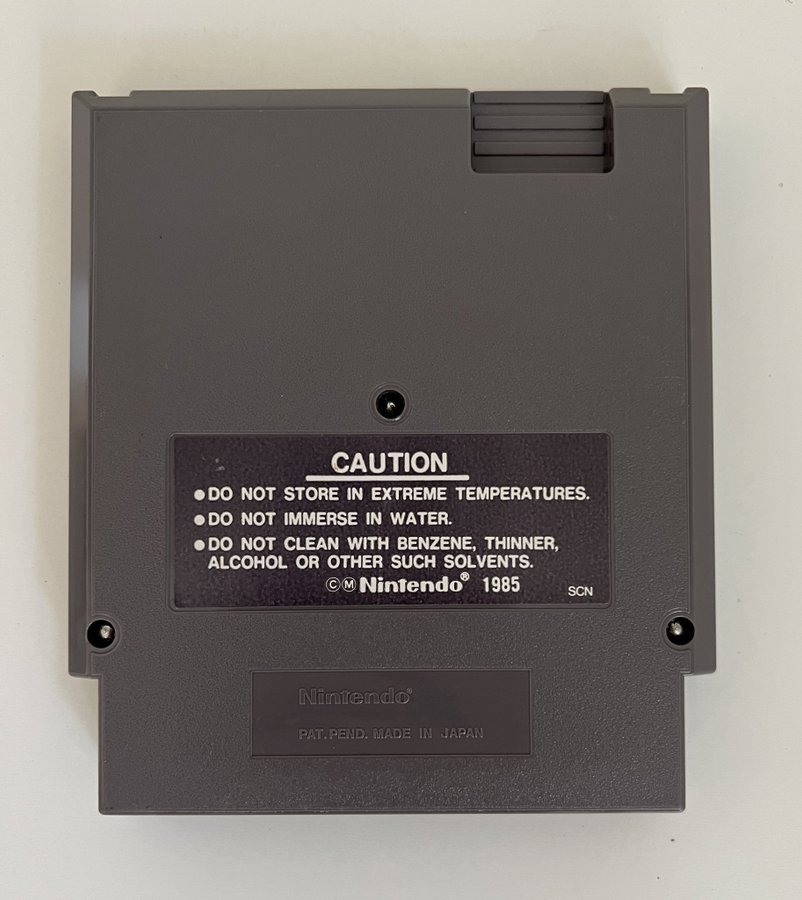 CAUTION
●DO NOT STORE IN EXTREME TEMPERATURES.
●DO NOT IMMERSE IN WATER.
●DO NOT CLEAN WITH BENZENE, THINNER,
ALCOHOL OR OTHER SUCH SOLVENTS.
ⒸⓂNintendo® 1985
SCN
Nintendo®
PAT. PEND. MADE IN JAPAN